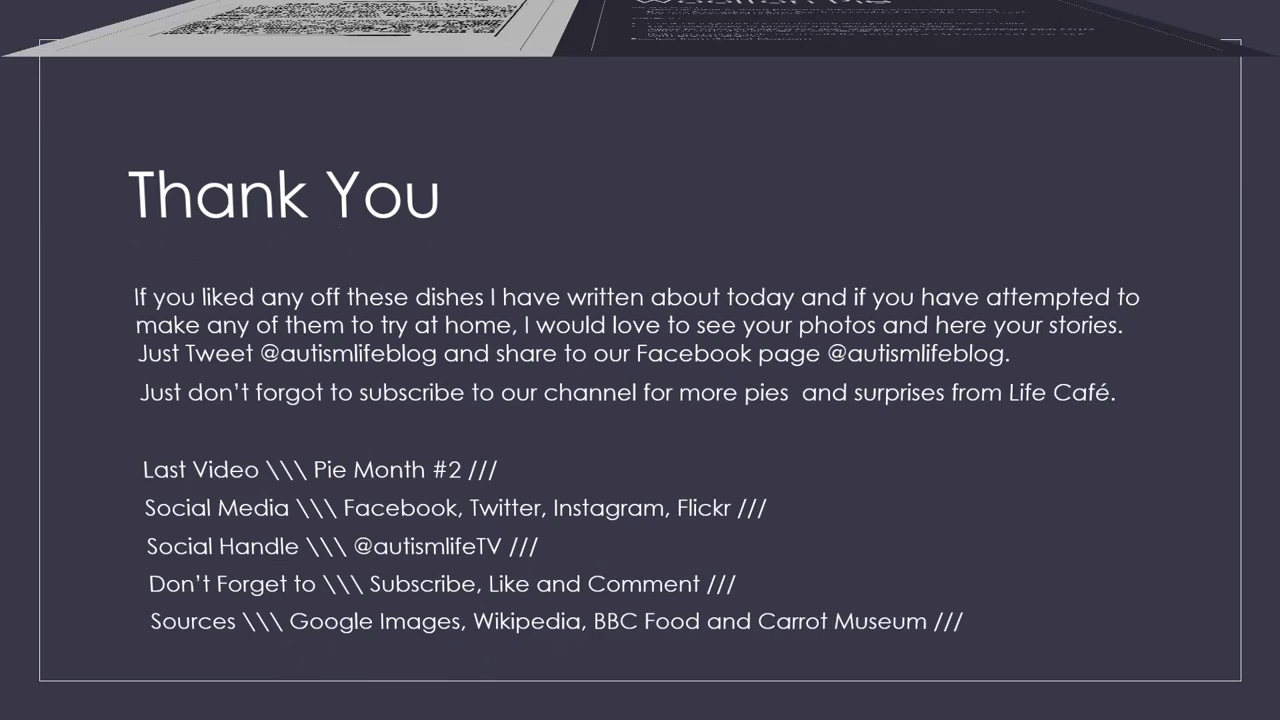 Thank You
If you liked any off these dishes I have written about today and if you have attempted to
make any of them to try at home, I would love to see your photos and here your stories.
Just Tweet @autismlifeblog and share to our Facebook page @autismlifeblog.
Just don’t forgot to subscribe to our channel for more pies  and surprises from Life Café.
Last Video \\\ Pie Month #2 ///
Social Media \\\ Facebook, Twitter, Instagram, Flickr ///
Social Handle \\\ @autismlifeTV ///
Don’t Forget to \\\ Subscribe, Like and Comment ///
Sources \\\ Google Images, Wikipedia, BBC Food and Carrot Museum ///